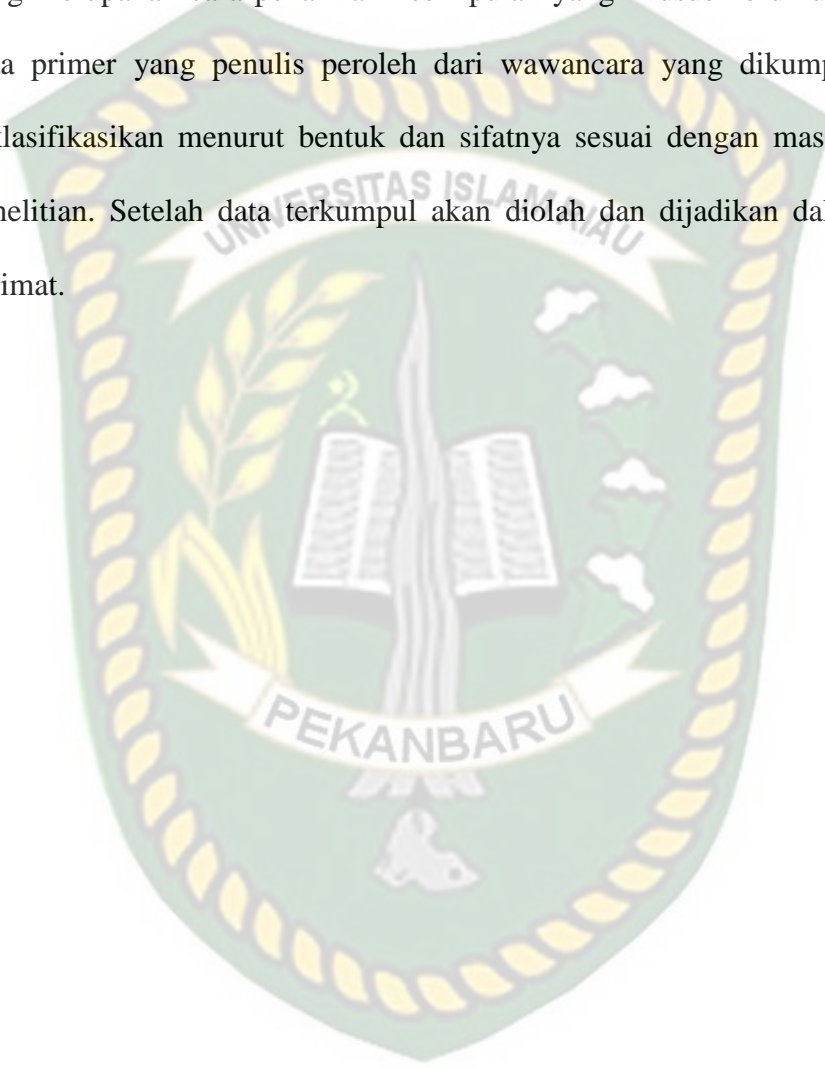 a primer yang penulis peroleh dari wawancara yang dikump
klasifikasikan menurut bentuk dan sifatnya sesuai dengan mas
nelitian. Setelah data terkumpul akan diolah dan dijadikan dal
imat.
UNIVERSITAS ISLAM RIAU
PEKANBARU